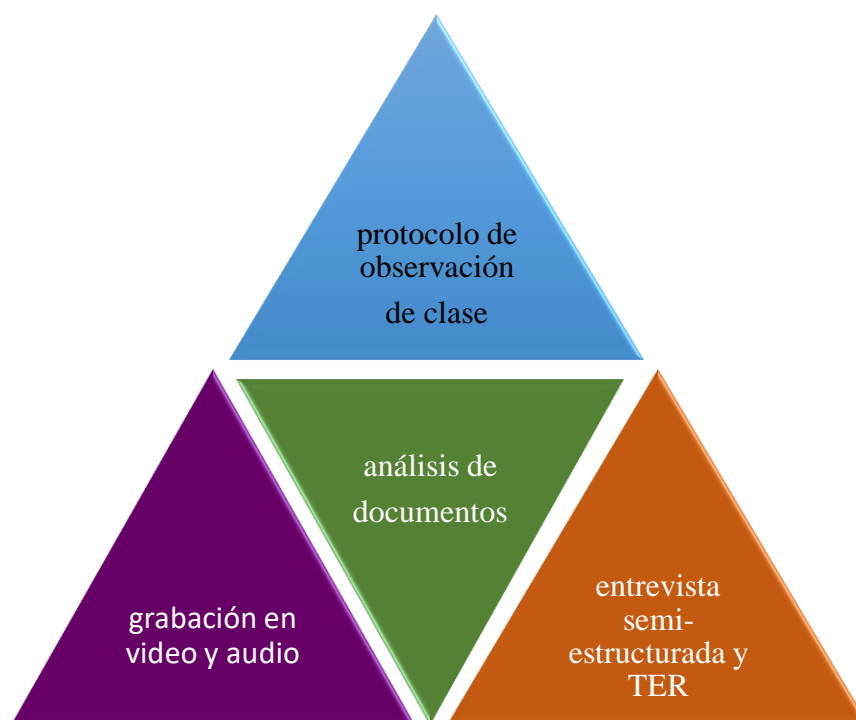 protocolo de
observación
de clase
análisis de
documentos
grabación en
video y audio
entrevista
semi-
estructurada y
TER